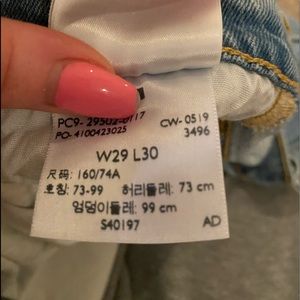 PC9- 29502-0117
PO- 4100423025
CW- 0519
3496
W29 L30
尺码: 160/74A
호칭: 73-99 허리둘레: 73 cm
엉덩이둘레: 99 cm
S40197 AD